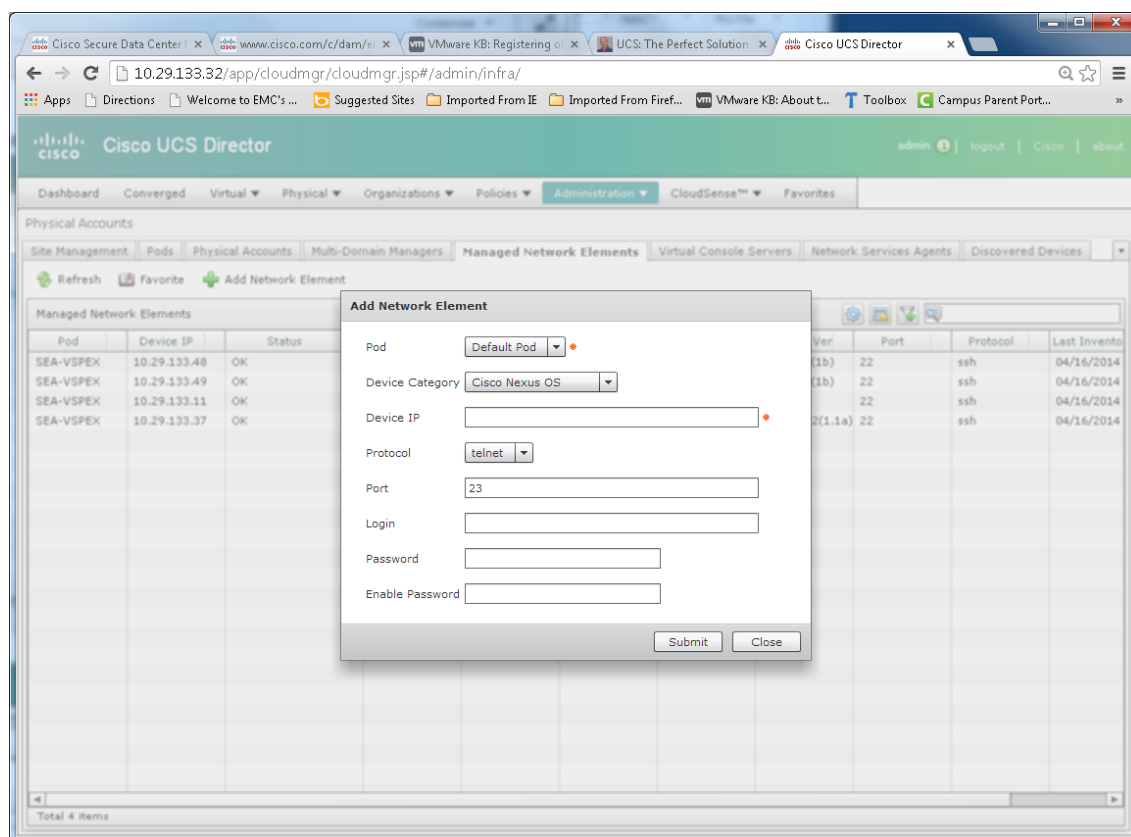 Cisco Secure Data Center
www.cisco.com/c/dam/e
VMware KB: Registering o
UCS: The Perfect Solution
Cisco UCS Director
10.29.133.32/app/cloudmgr/cloudmgr.jsp#/admin/infra/
Apps Directions Welcome to EMC's ... Suggested Sites Imported From IE Imported From Firef... vm VMware KB: About t... Toolbox Campus Parent Port... »
CISCO Cisco UCS Director admin | logout | Cisco | about
Dashboard Converged Virtual Physical Organizations Policies Administration CloudSense™ Favorites
Physical Accounts
Site Management Pods Physical Accounts Multi-Domain Managers Managed Network Elements Virtual Console Servers Network Services Agents Discovered Devices
Refresh Favorite Add Network Element
Managed Network Elements
Pod Device IP Status Ver Port Protocol Last Invento
SEA-VSPEX 10.29.133.48 OK (1b) 22 ssh 04/16/2014
SEA-VSPEX 10.29.133.49 OK (1b) 22 ssh 04/16/2014
SEA-VSPEX 10.29.133.11 OK 22 ssh 04/16/2014
SEA-VSPEX 10.29.133.37 OK 2(1.1a) 22 ssh 04/16/2014
Add Network Element
Pod Default Pod
Device Category Cisco Nexus OS
Device IP
Protocol telnet
Port 23
Login
Password
Enable Password
Submit Close
Total 4 items